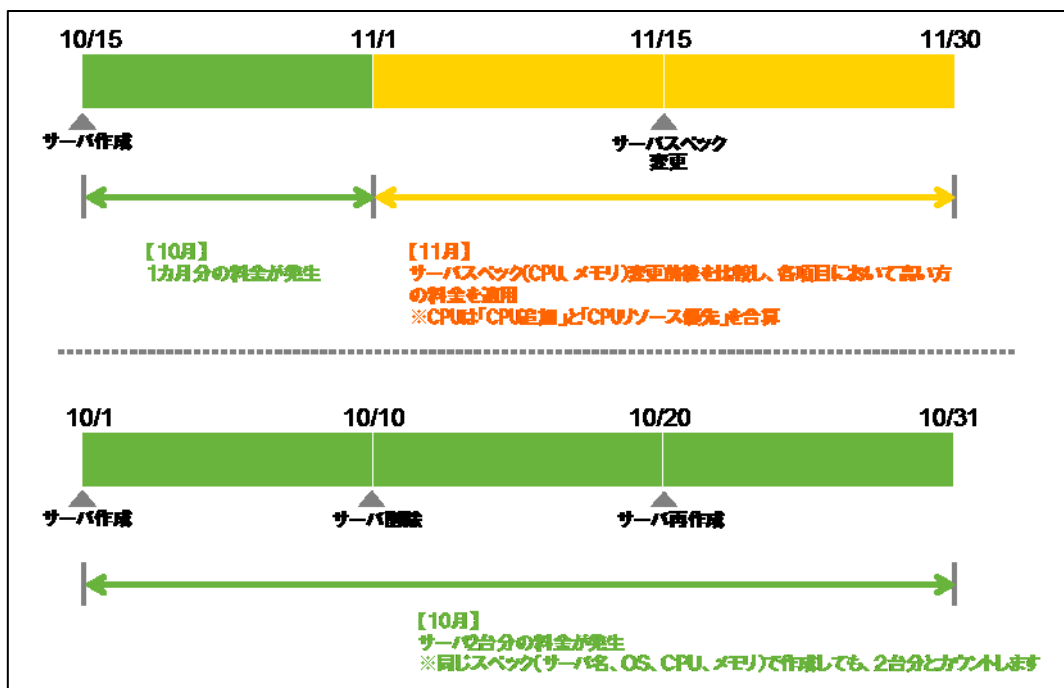 10/15 11/1 11/15 11/30
サーバ作成 サーバスペック
変更
【10月】
1カ月分の料金が発生
【11月】
サーバスペック(CPU、メモリ)変更前後を比較し、各項目において高い方
の料金を適用
※CPUは「CPU追加」と「CPUリソース優先」を合算
10/1 10/10 10/20 10/31
サーバ作成 サーバ削除 サーバ再作成
【10月】
サーバ2台分の料金が発生
※同じスペック(サーバ名、OS、CPU、メモリ)で作成しても、2台分とカウントします